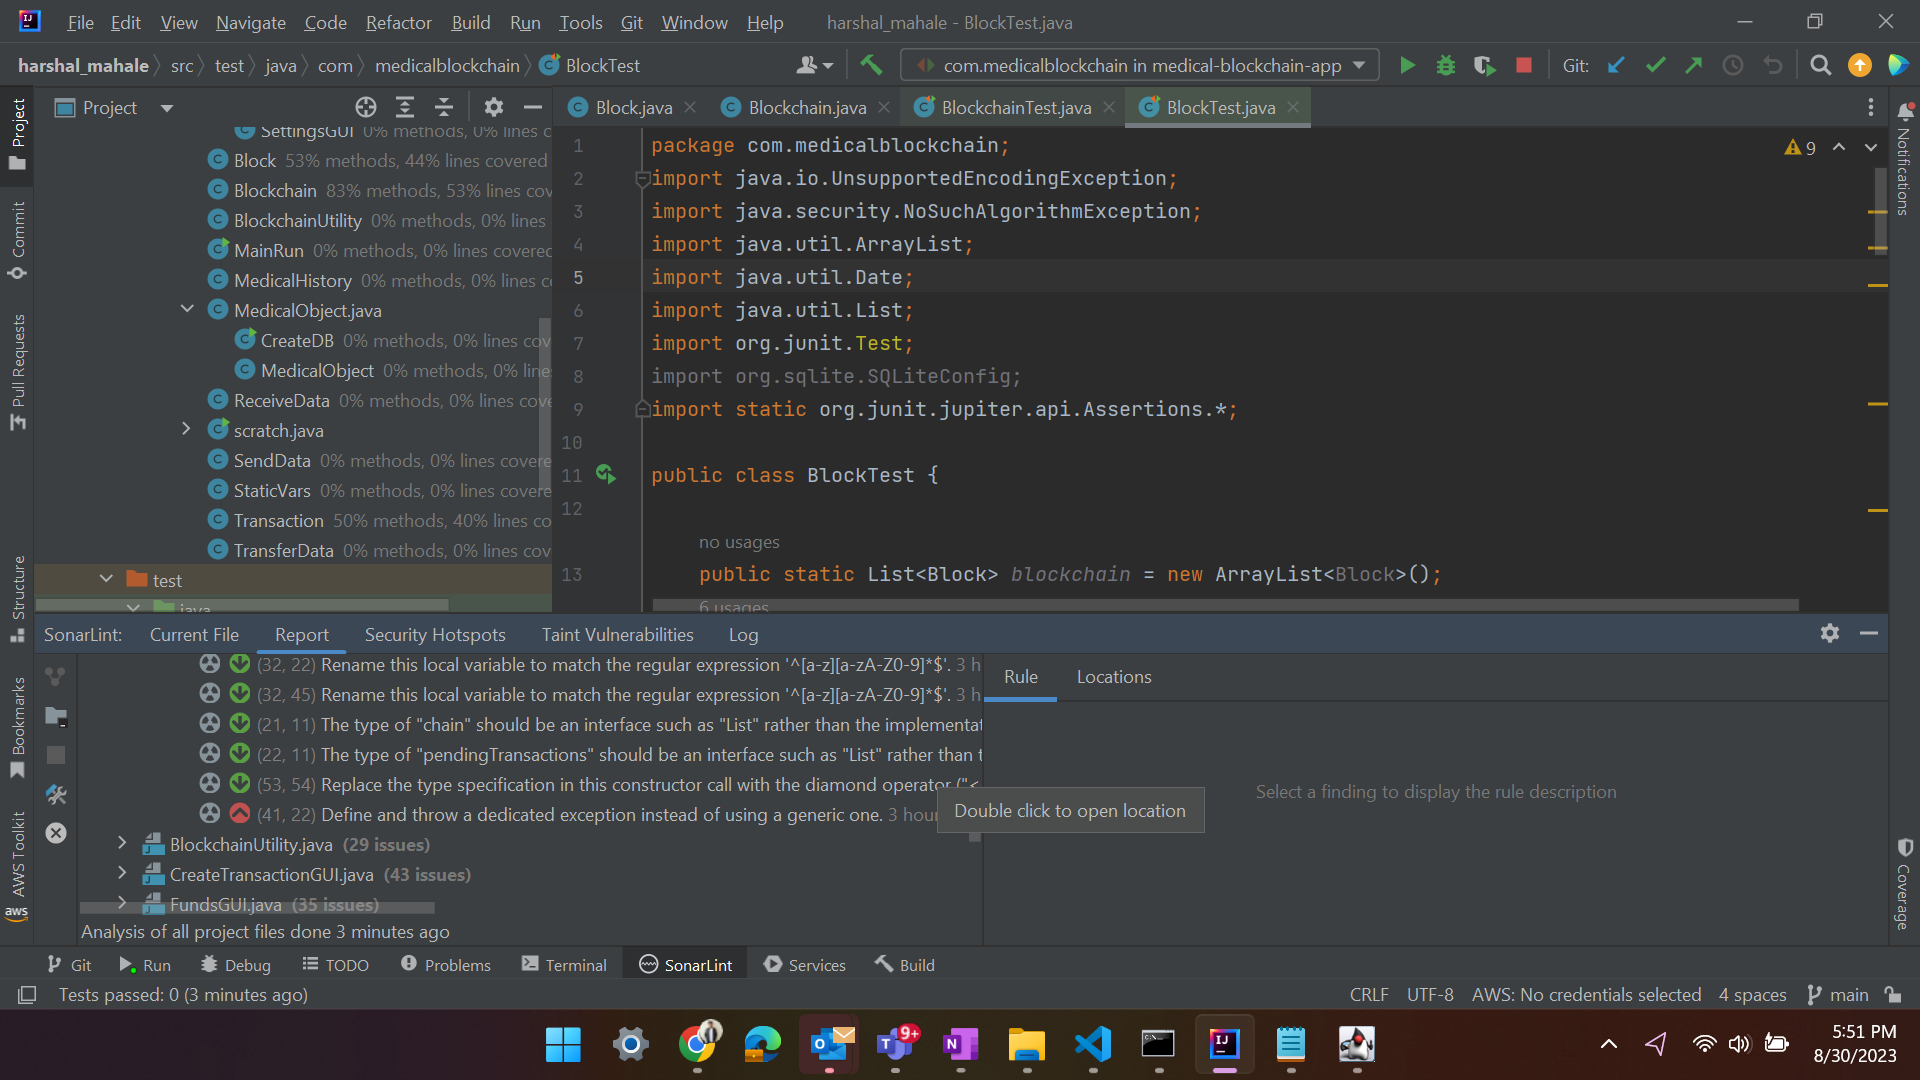 File Edit View Navigate Code Refactor Build Run Tools Git Window Help harshal_mahale - BlockTest.java
harshal_mahale src test java com medicalblockchain BlockTest
com.medicalblockchain in medical-blockchain-app
Git:
Project
Block.java Blockchain.java BlockchainTest.java BlockTest.java
Project
Commit
Pull Requests
Structure
Bookmarks
AWS Toolkit
aws
SettingsGUI 0% methods, 0% lines c
Block 53% methods, 44% lines covered
Blockchain 83% methods, 53% lines cov
BlockchainUtility 0% methods, 0% lines
MainRun 0% methods, 0% lines covered
MedicalHistory 0% methods, 0% lines c
MedicalObject.java
CreateDB 0% methods, 0% lines cov
MedicalObject 0% methods, 0% line
ReceiveData 0% methods, 0% lines cove
scratch.java
SendData 0% methods, 0% lines covere
StaticVars 0% methods, 0% lines covere
Transaction 50% methods, 40% lines co
TransferData 0% methods, 0% lines cov
test
java
1 package com.medicalblockchain;
2 import java.io.UnsupportedEncodingException;
3 import java.security.NoSuchAlgorithmException;
4 import java.util.ArrayList;
5 import java.util.Date;
6 import java.util.List;
7 import org.junit.Test;
8 import org.sqlite.SQLiteConfig;
9 import static org.junit.jupiter.api.Assertions.*;
10
11 public class BlockTest {
12
no usages
13 public static List<Block> blockchain = new ArrayList<Block>();
6 usages
9
Notifications
Coverage
SonarLint: Current File Report Security Hotspots Taint Vulnerabilities Log
(32, 22) Rename this local variable to match the regular expression '^[a-z][a-zA-Z0-9]*$'. 3 h
(32, 45) Rename this local variable to match the regular expression '^[a-z][a-zA-Z0-9]*$'. 3 h
(21, 11) The type of "chain" should be an interface such as "List" rather than the implementat
(22, 11) The type of "pendingTransactions" should be an interface such as "List" rather than t
(53, 54) Replace the type specification in this constructor call with the diamond operator ("<
(41, 22) Define and throw a dedicated exception instead of using a generic one. 3 hour
BlockchainUtility.java (29 issues)
CreateTransactionGUI.java (43 issues)
FundsGUI.java (35 issues)
Analysis of all project files done 3 minutes ago
Rule Locations
Select a finding to display the rule description
Double click to open location
Git Run Debug TODO Problems Terminal SonarLint Services Build
Tests passed: 0 (3 minutes ago)
CRLF UTF-8 AWS: No credentials selected 4 spaces main
9+
5:51 PM
8/30/2023